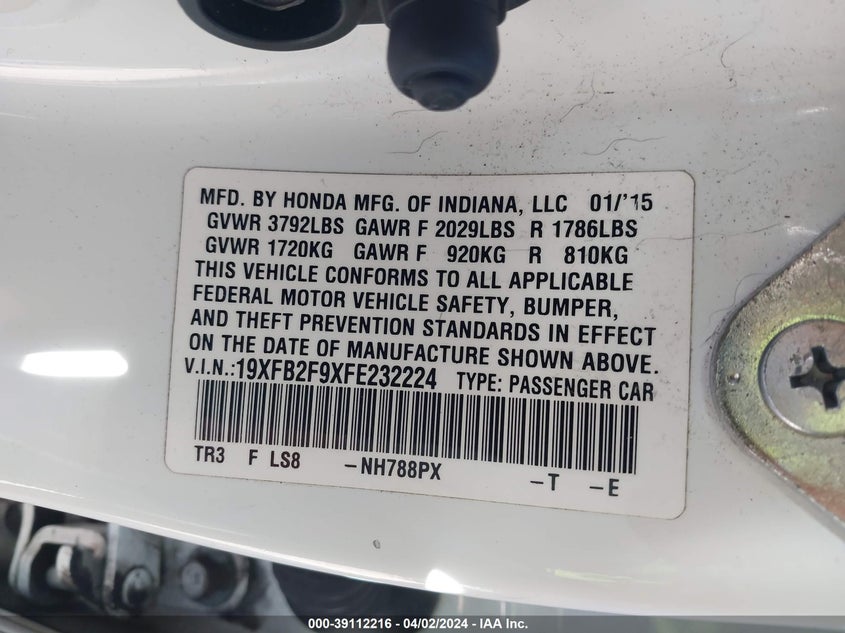 MFD. BY HONDA MFG. OF INDIANA, LLC 01/'15
GVWR 3792LBS GAWR F 2029LBS R 1786LBS
GVWR 1720KG GAWR F 920KG R 810KG
THIS VEHICLE CONFORMS TO ALL APPLICABLE
FEDERAL MOTOR VEHICLE SAFETY, BUMPER,
AND THEFT PREVENTION STANDARDS IN EFFECT
ON THE DATE OF MANUFACTURE SHOWN ABOVE.
V.I.N.:19XFB2F9XFE232224 TYPE: PASSENGER CAR
TR3 F LS8 -NH788PX -T -E
000-39112216 - 04/02/2024 - IAA Inc.